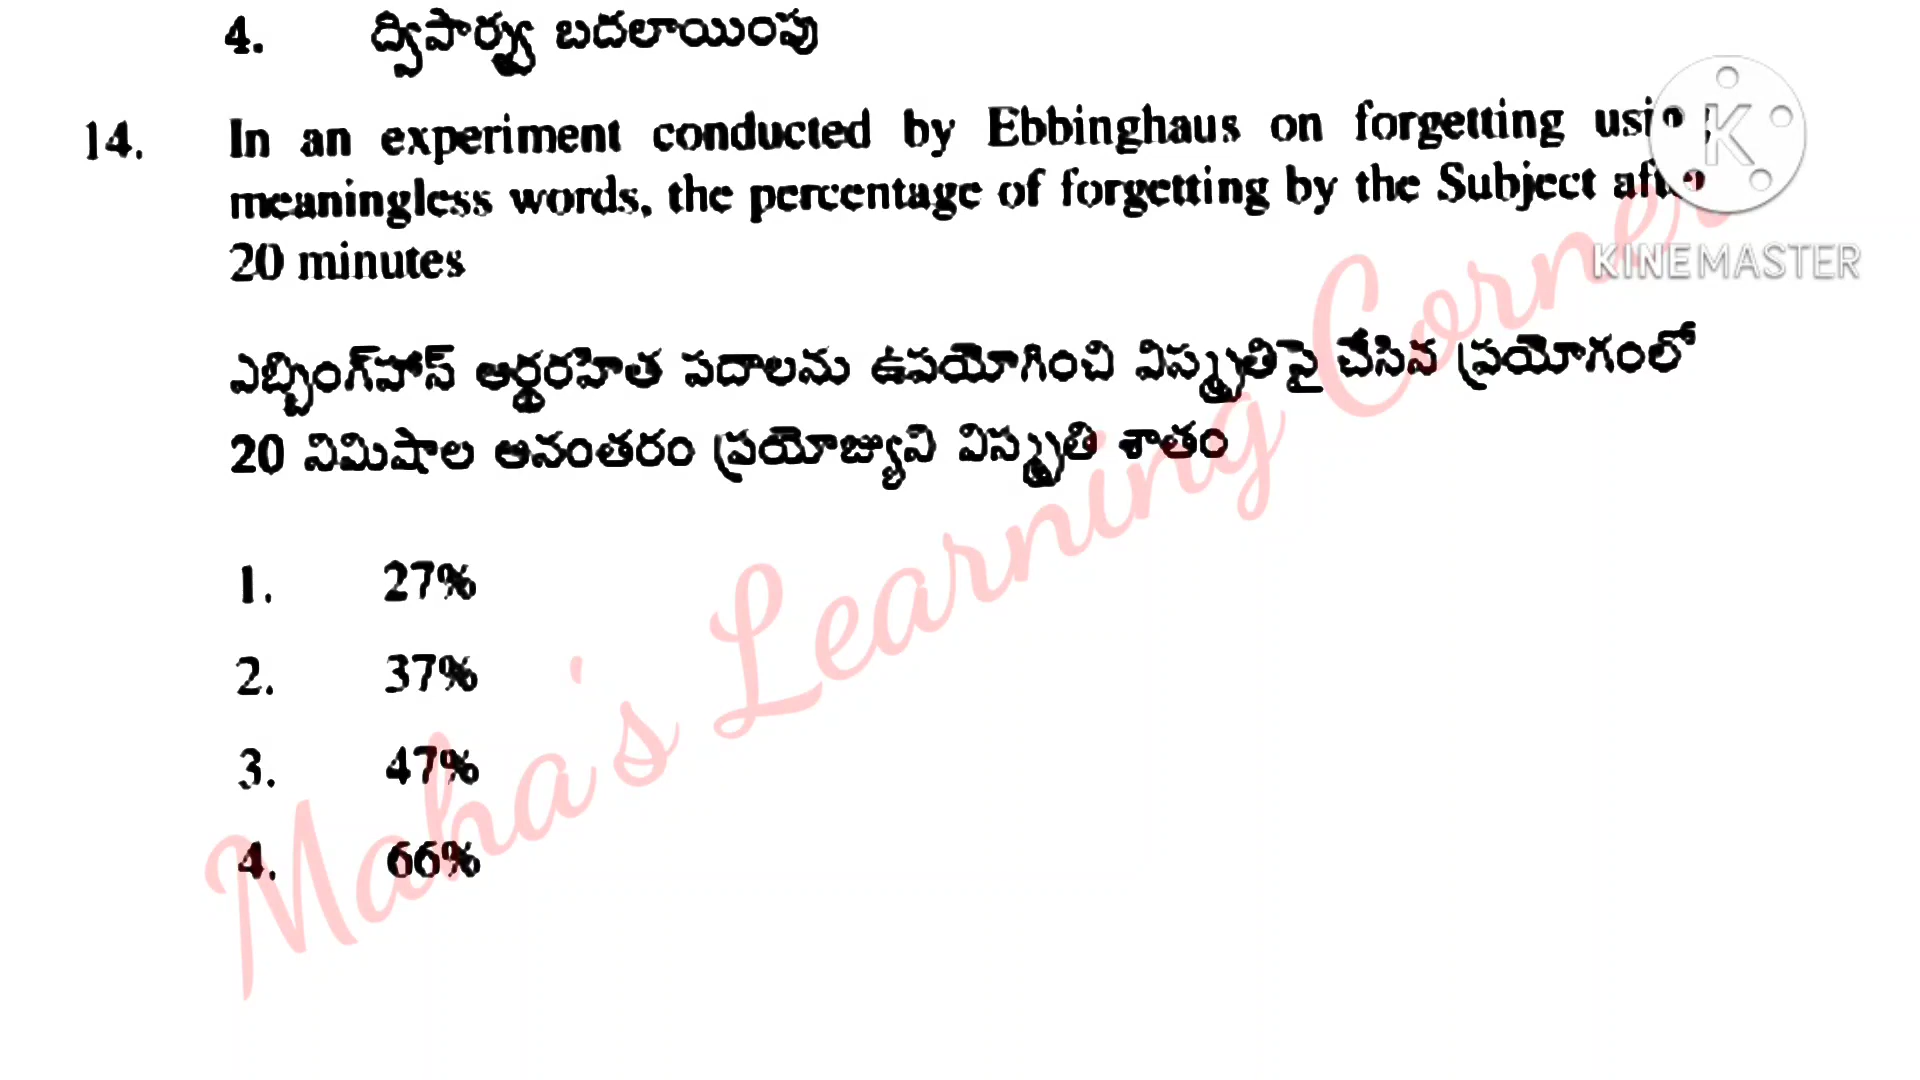 4. ద్విపార్శ్వ బదలాయింపు
14. In an experiment conducted by Ebbinghaus on forgetting
meaningless words, the percentage of forgetting by the Subject
20 minutes
KINEMASTER
ఎబ్బింగ్‌హాస్ అర్థరహిత పదాలను ఉపయోగించి విస్మృతిపై చేసిన ప్రయోగంలో
20 నిమిషాల అనంతరం ప్రయోజ్యువి విస్మృతి శాతం
1. 27%
2. 37%
3. 47%
4. 66%
Maha's Learning Corner